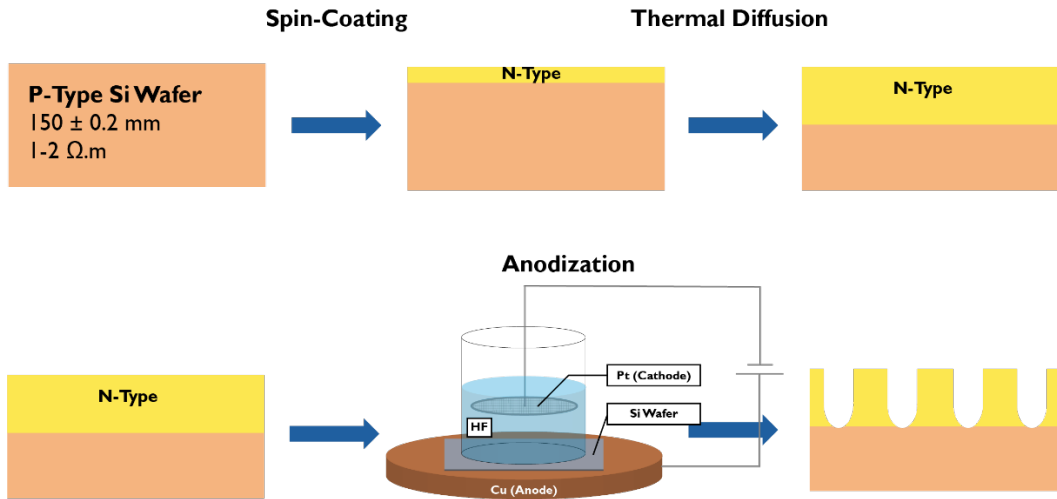 Spin-Coating
Thermal Diffusion
P-Type Si Wafer
150 ± 0.2 mm
1-2 Ω.m
N-Type
N-Type
Anodization
N-Type
Pt (Cathode)
Si Wafer
HF
Cu (Anode)